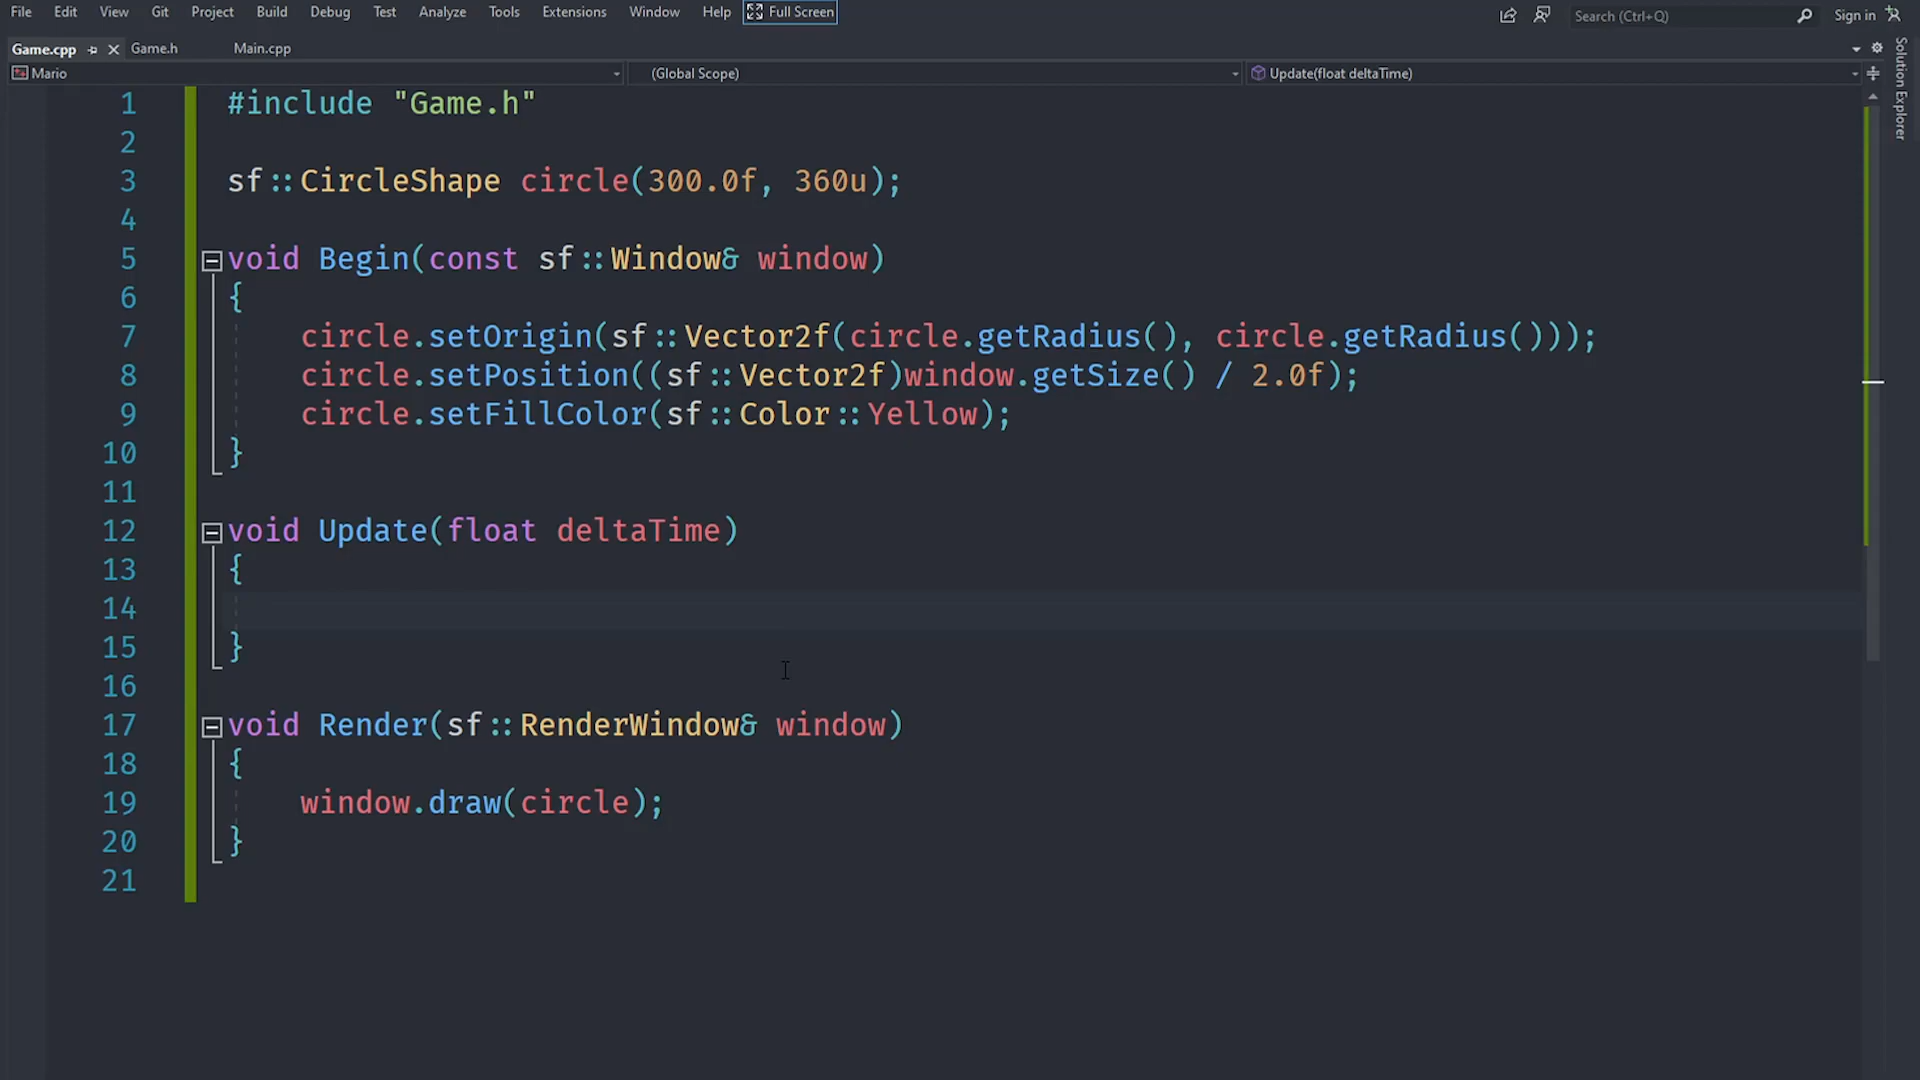 File Edit View Git Project Build Debug Test Analyze Tools Extensions Window Help Full Screen Search (Ctrl+Q) Sign in
Game.cpp Game.h Main.cpp
Mario (Global Scope) Update(float deltaTime)
Solution Explorer
1 #include "Game.h"
2
3 sf::CircleShape circle(300.0f, 360u);
4
5 void Begin(const sf::Window& window)
6 {
7 circle.setOrigin(sf::Vector2f(circle.getRadius(), circle.getRadius()));
8 circle.setPosition((sf::Vector2f)window.getSize() / 2.0f);
9 circle.setFillColor(sf::Color::Yellow);
10 }
11
12 void Update(float deltaTime)
13 {
14
15 }
16
17 void Render(sf::RenderWindow& window)
18 {
19 window.draw(circle);
20 }
21